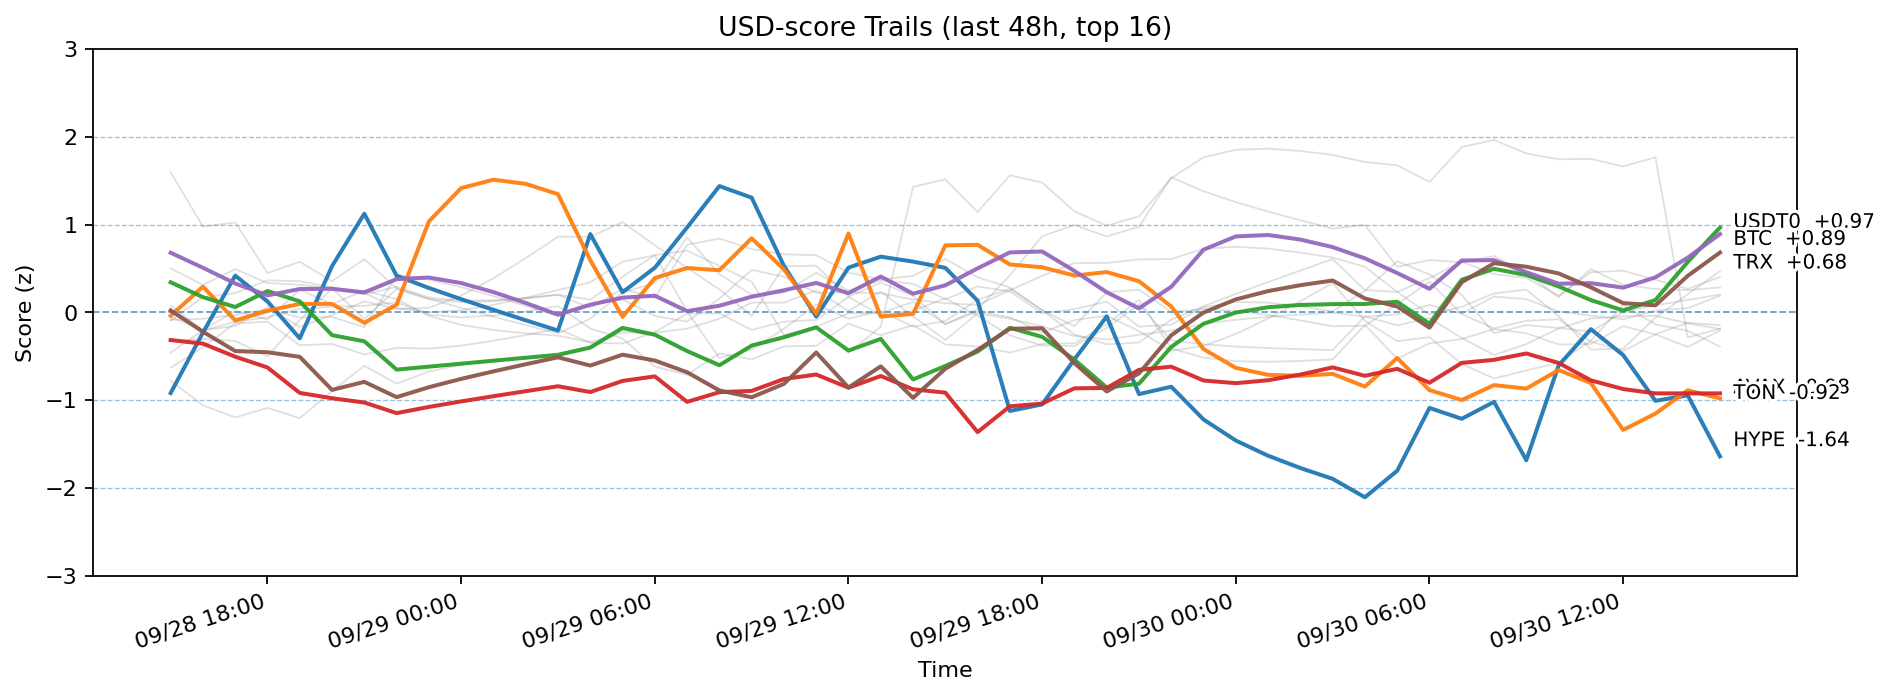 USD-score Trails (last 48h, top 16)
3
2
1
0
−1
−2
−3
Score (z)
USDT0 +0.97
BTC +0.89
TRX +0.68
TON -0.92
HYPE -1.64
09/28 18:00
09/29 00:00
09/29 06:00
09/29 12:00
09/29 18:00
09/30 00:00
09/30 06:00
09/30 12:00
Time